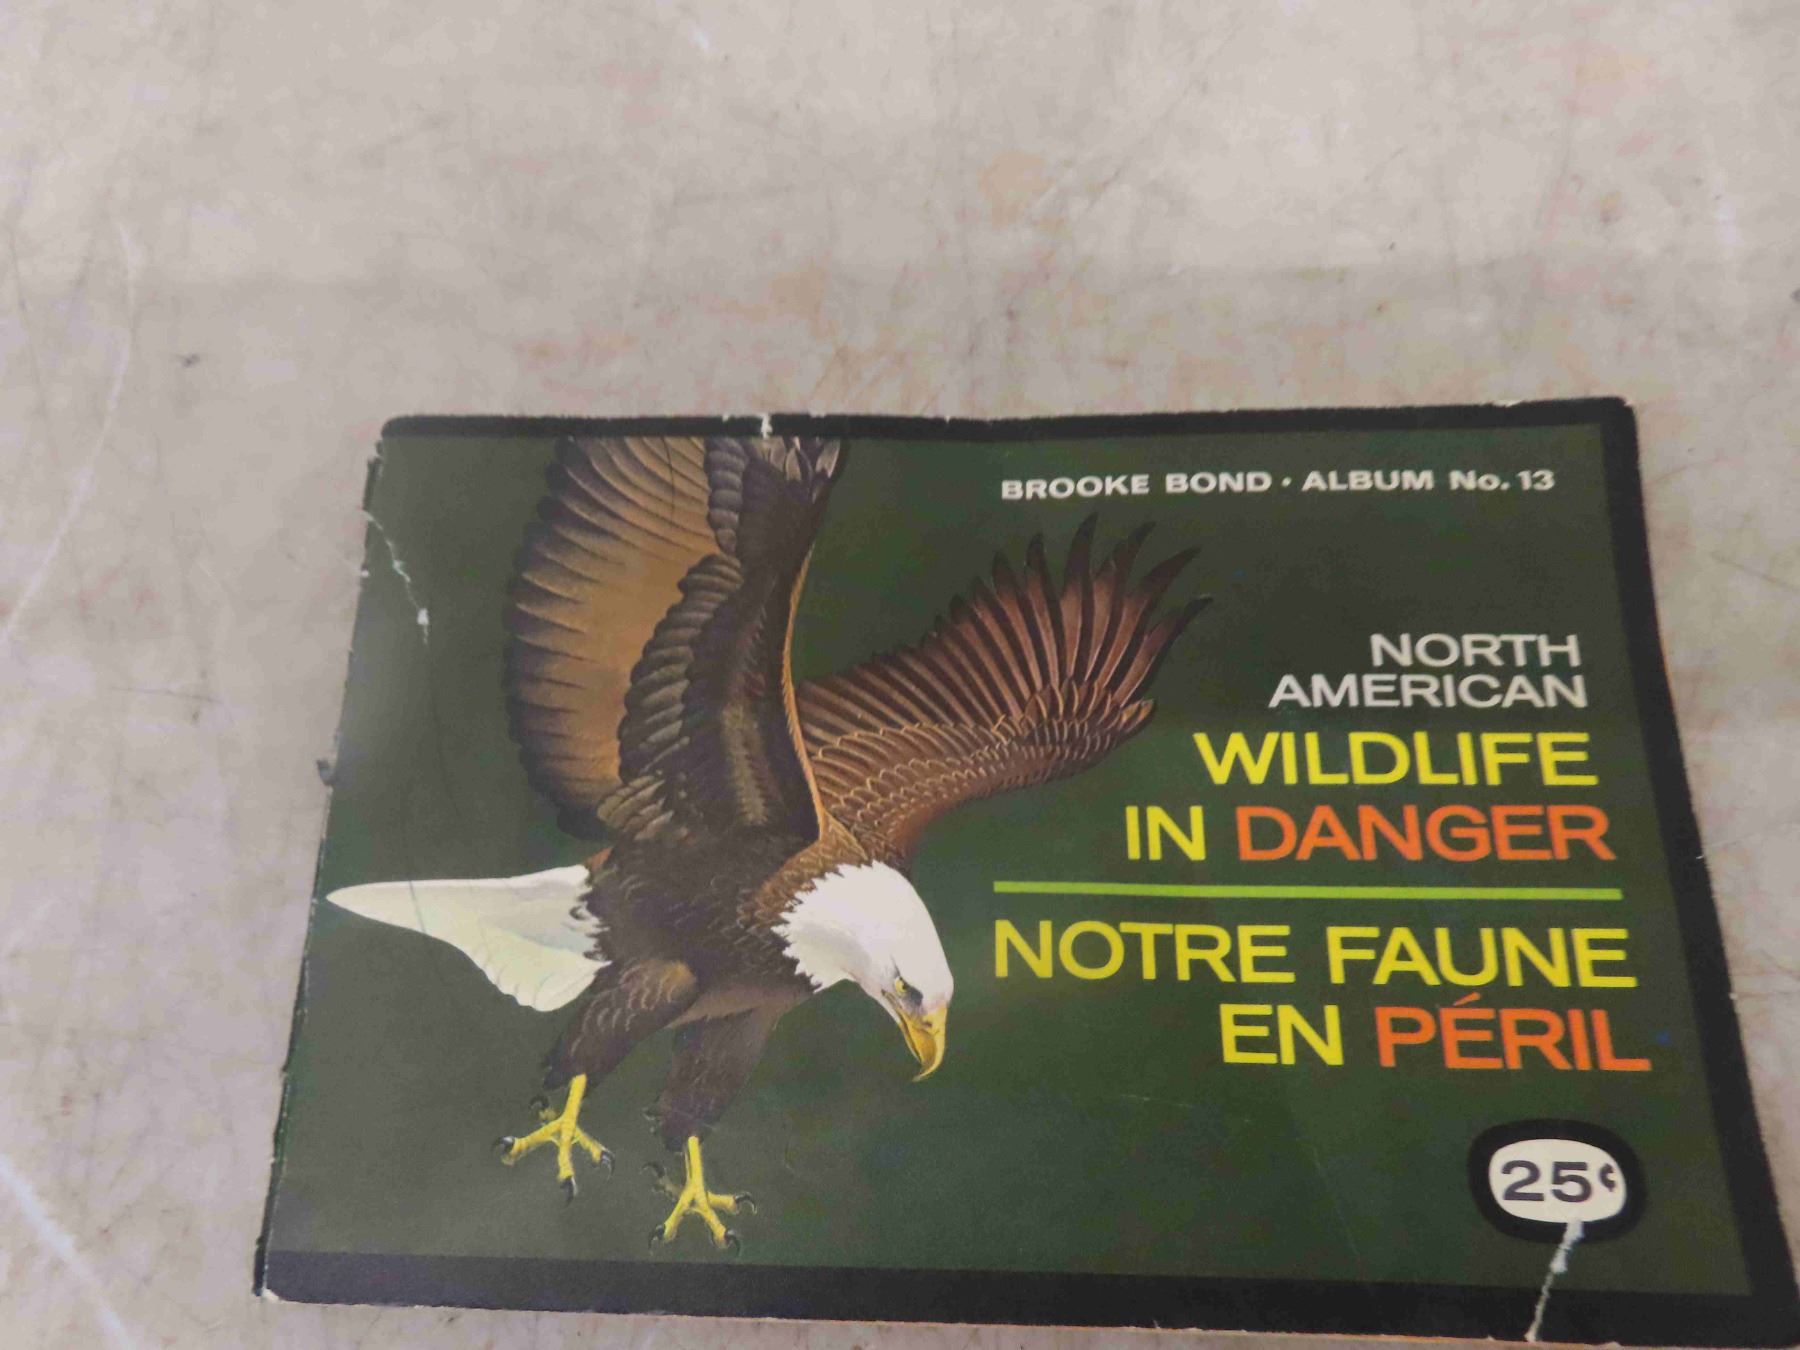 BROOKE BOND • ALBUM No. 13
NORTH
AMERICAN
WILDLIFE
IN DANGER
NOTRE FAUNE
EN PÉRIL
25¢